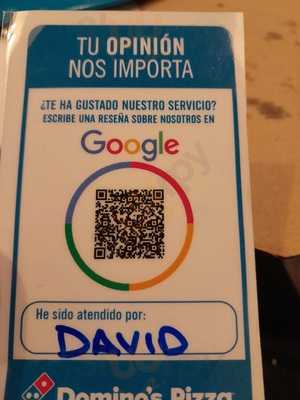 TU OPINIÓN
NOS IMPORTA
¿TE HA GUSTADO NUESTRO SERVICIO?
ESCRIBE UNA RESEÑA SOBRE NOSOTROS EN
Google
He sido atendido por:
DAVID
Domino's Pizza